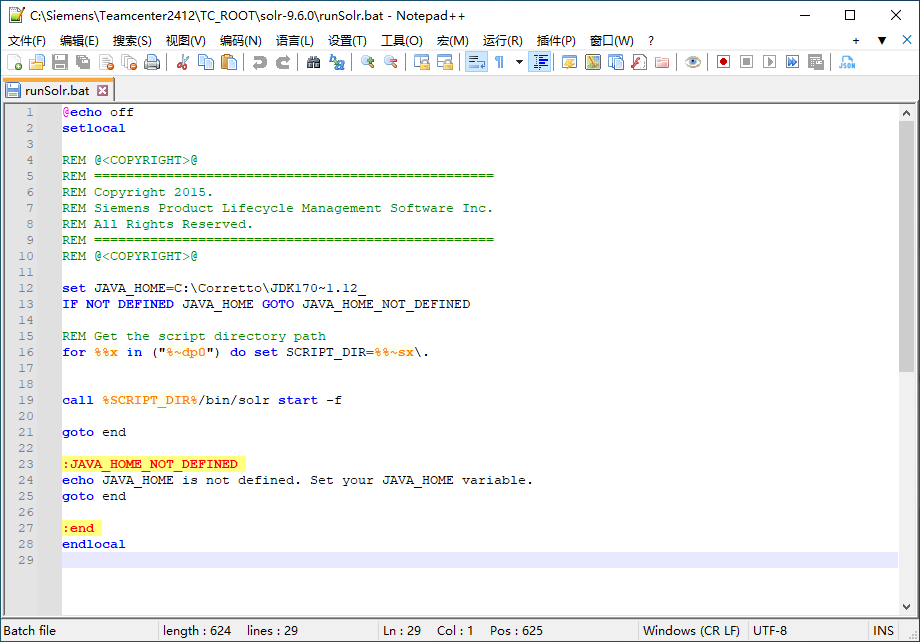 C:\Siemens\Teamcenter2412\TC_ROOT\solr-9.6.0\runSolr.bat - Notepad++
文件(F) 编辑(E) 搜索(S) 视图(V) 编码(N) 语言(L) 设置(T) 工具(O) 宏(M) 运行(R) 插件(P) 窗口(W) ? + ▼ X
JSON
runSolr.bat
1 @echo off
2 setlocal
3
4 REM @<COPYRIGHT>@
5 REM ==================================================
6 REM Copyright 2015.
7 REM Siemens Product Lifecycle Management Software Inc.
8 REM All Rights Reserved.
9 REM ==================================================
10 REM @<COPYRIGHT>@
11
12 set JAVA_HOME=C:\Corretto\JDK170~1.12_
13 IF NOT DEFINED JAVA_HOME GOTO JAVA_HOME_NOT_DEFINED
14
15 REM Get the script directory path
16 for %%x in ("%~dp0") do set SCRIPT_DIR=%%~sx\.
17
18
19 call %SCRIPT_DIR%/bin/solr start -f
20
21 goto end
22
23 :JAVA_HOME_NOT_DEFINED
24 echo JAVA_HOME is not defined. Set your JAVA_HOME variable.
25 goto end
26
27 :end
28 endlocal
29
Batch file length : 624 lines : 29 Ln : 29 Col : 1 Pos : 625 Windows (CR LF) UTF-8 INS